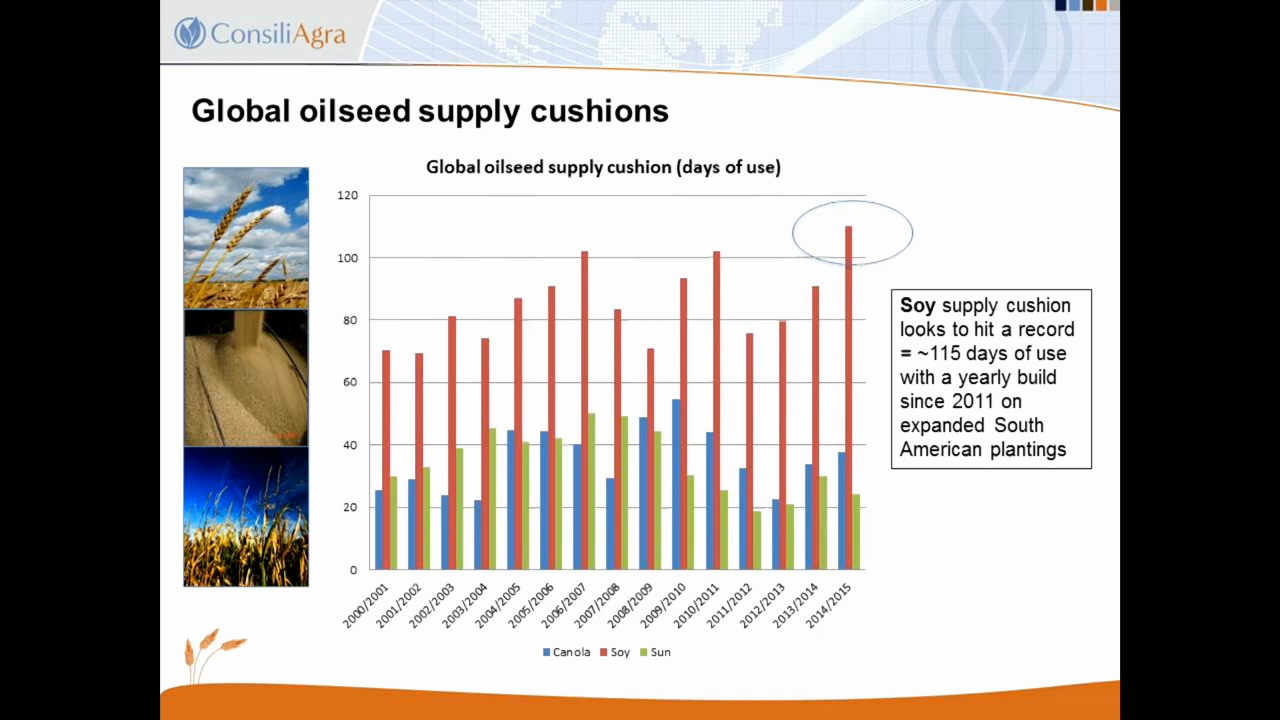 ConsiliAgra
Global oilseed supply cushions
Global oilseed supply cushion (days of use)
120
100
80
60
40
20
0
2000/2001
2001/2002
2002/2003
2003/2004
2004/2005
2005/2006
2006/2007
2007/2008
2008/2009
2009/2010
2010/2011
2011/2012
2012/2013
2013/2014
2014/2015
Canola Soy Sun
Soy supply cushion
looks to hit a record
= ~115 days of use
with a yearly build
since 2011 on
expanded South
American plantings